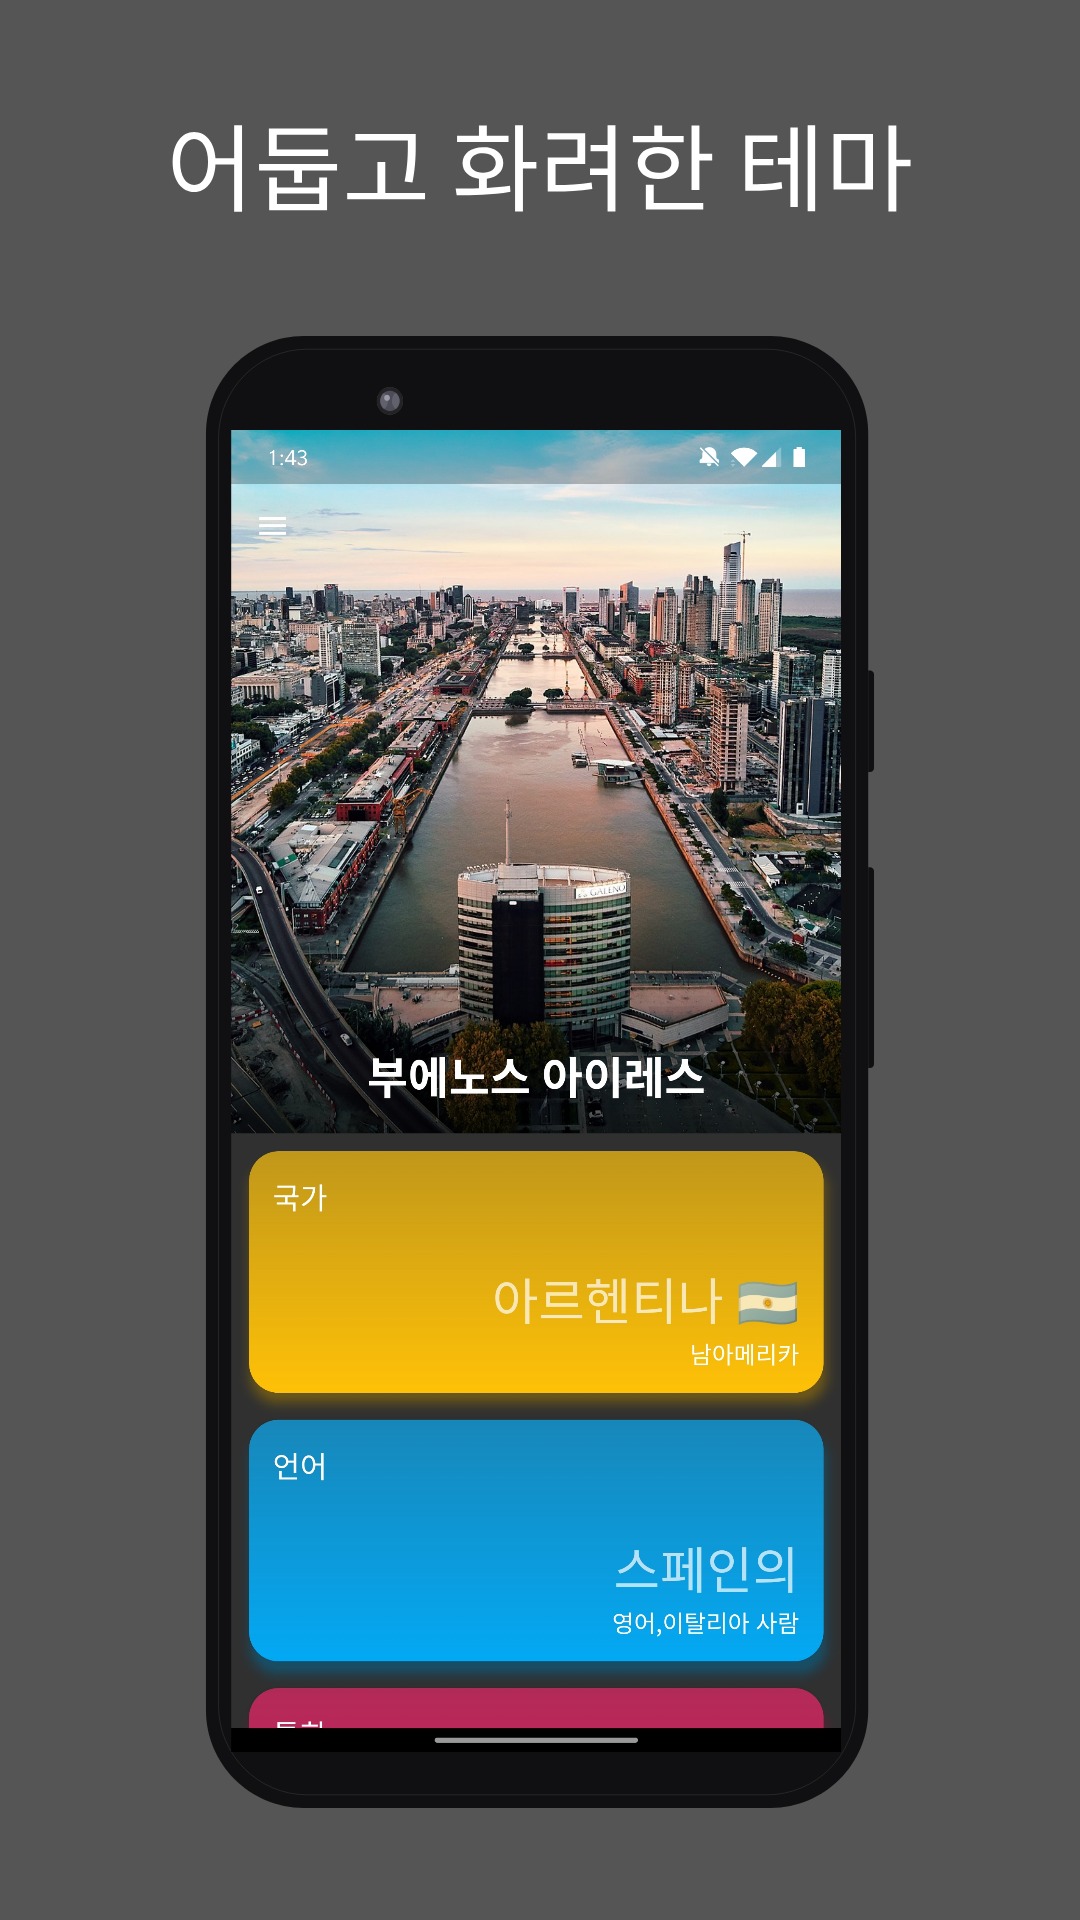 어둡고 화려한 테마
1:43
GALENO
부에노스 아이레스
국가
아르헨티나
남아메리카
언어
스페인의
영어,이탈리아 사람